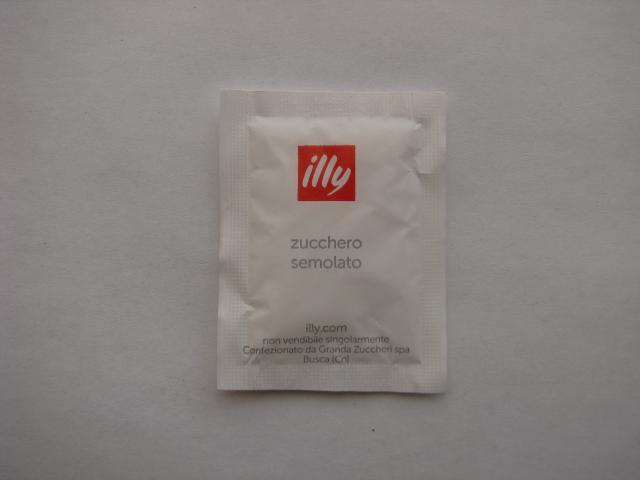 illy
zucchero
semolato
illy.com
non vendibile singolarmente
Confezionato da Granda Zuccheri spa
Busca (Cn)